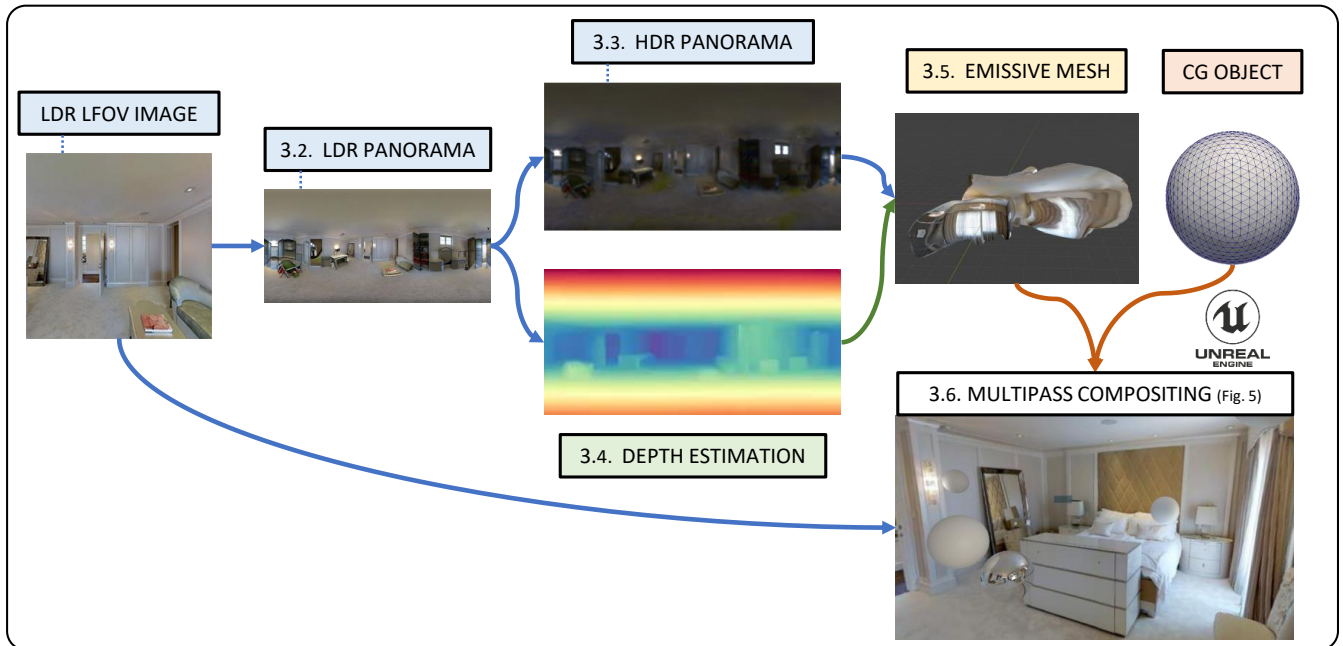 LDR LFOV IMAGE
3.2. LDR PANORAMA
3.3. HDR PANORAMA
3.4. DEPTH ESTIMATION
3.5. EMISSIVE MESH
CG OBJECT
UNREAL
ENGINE
3.6. MULTIPASS COMPOSITING (Fig. 5)